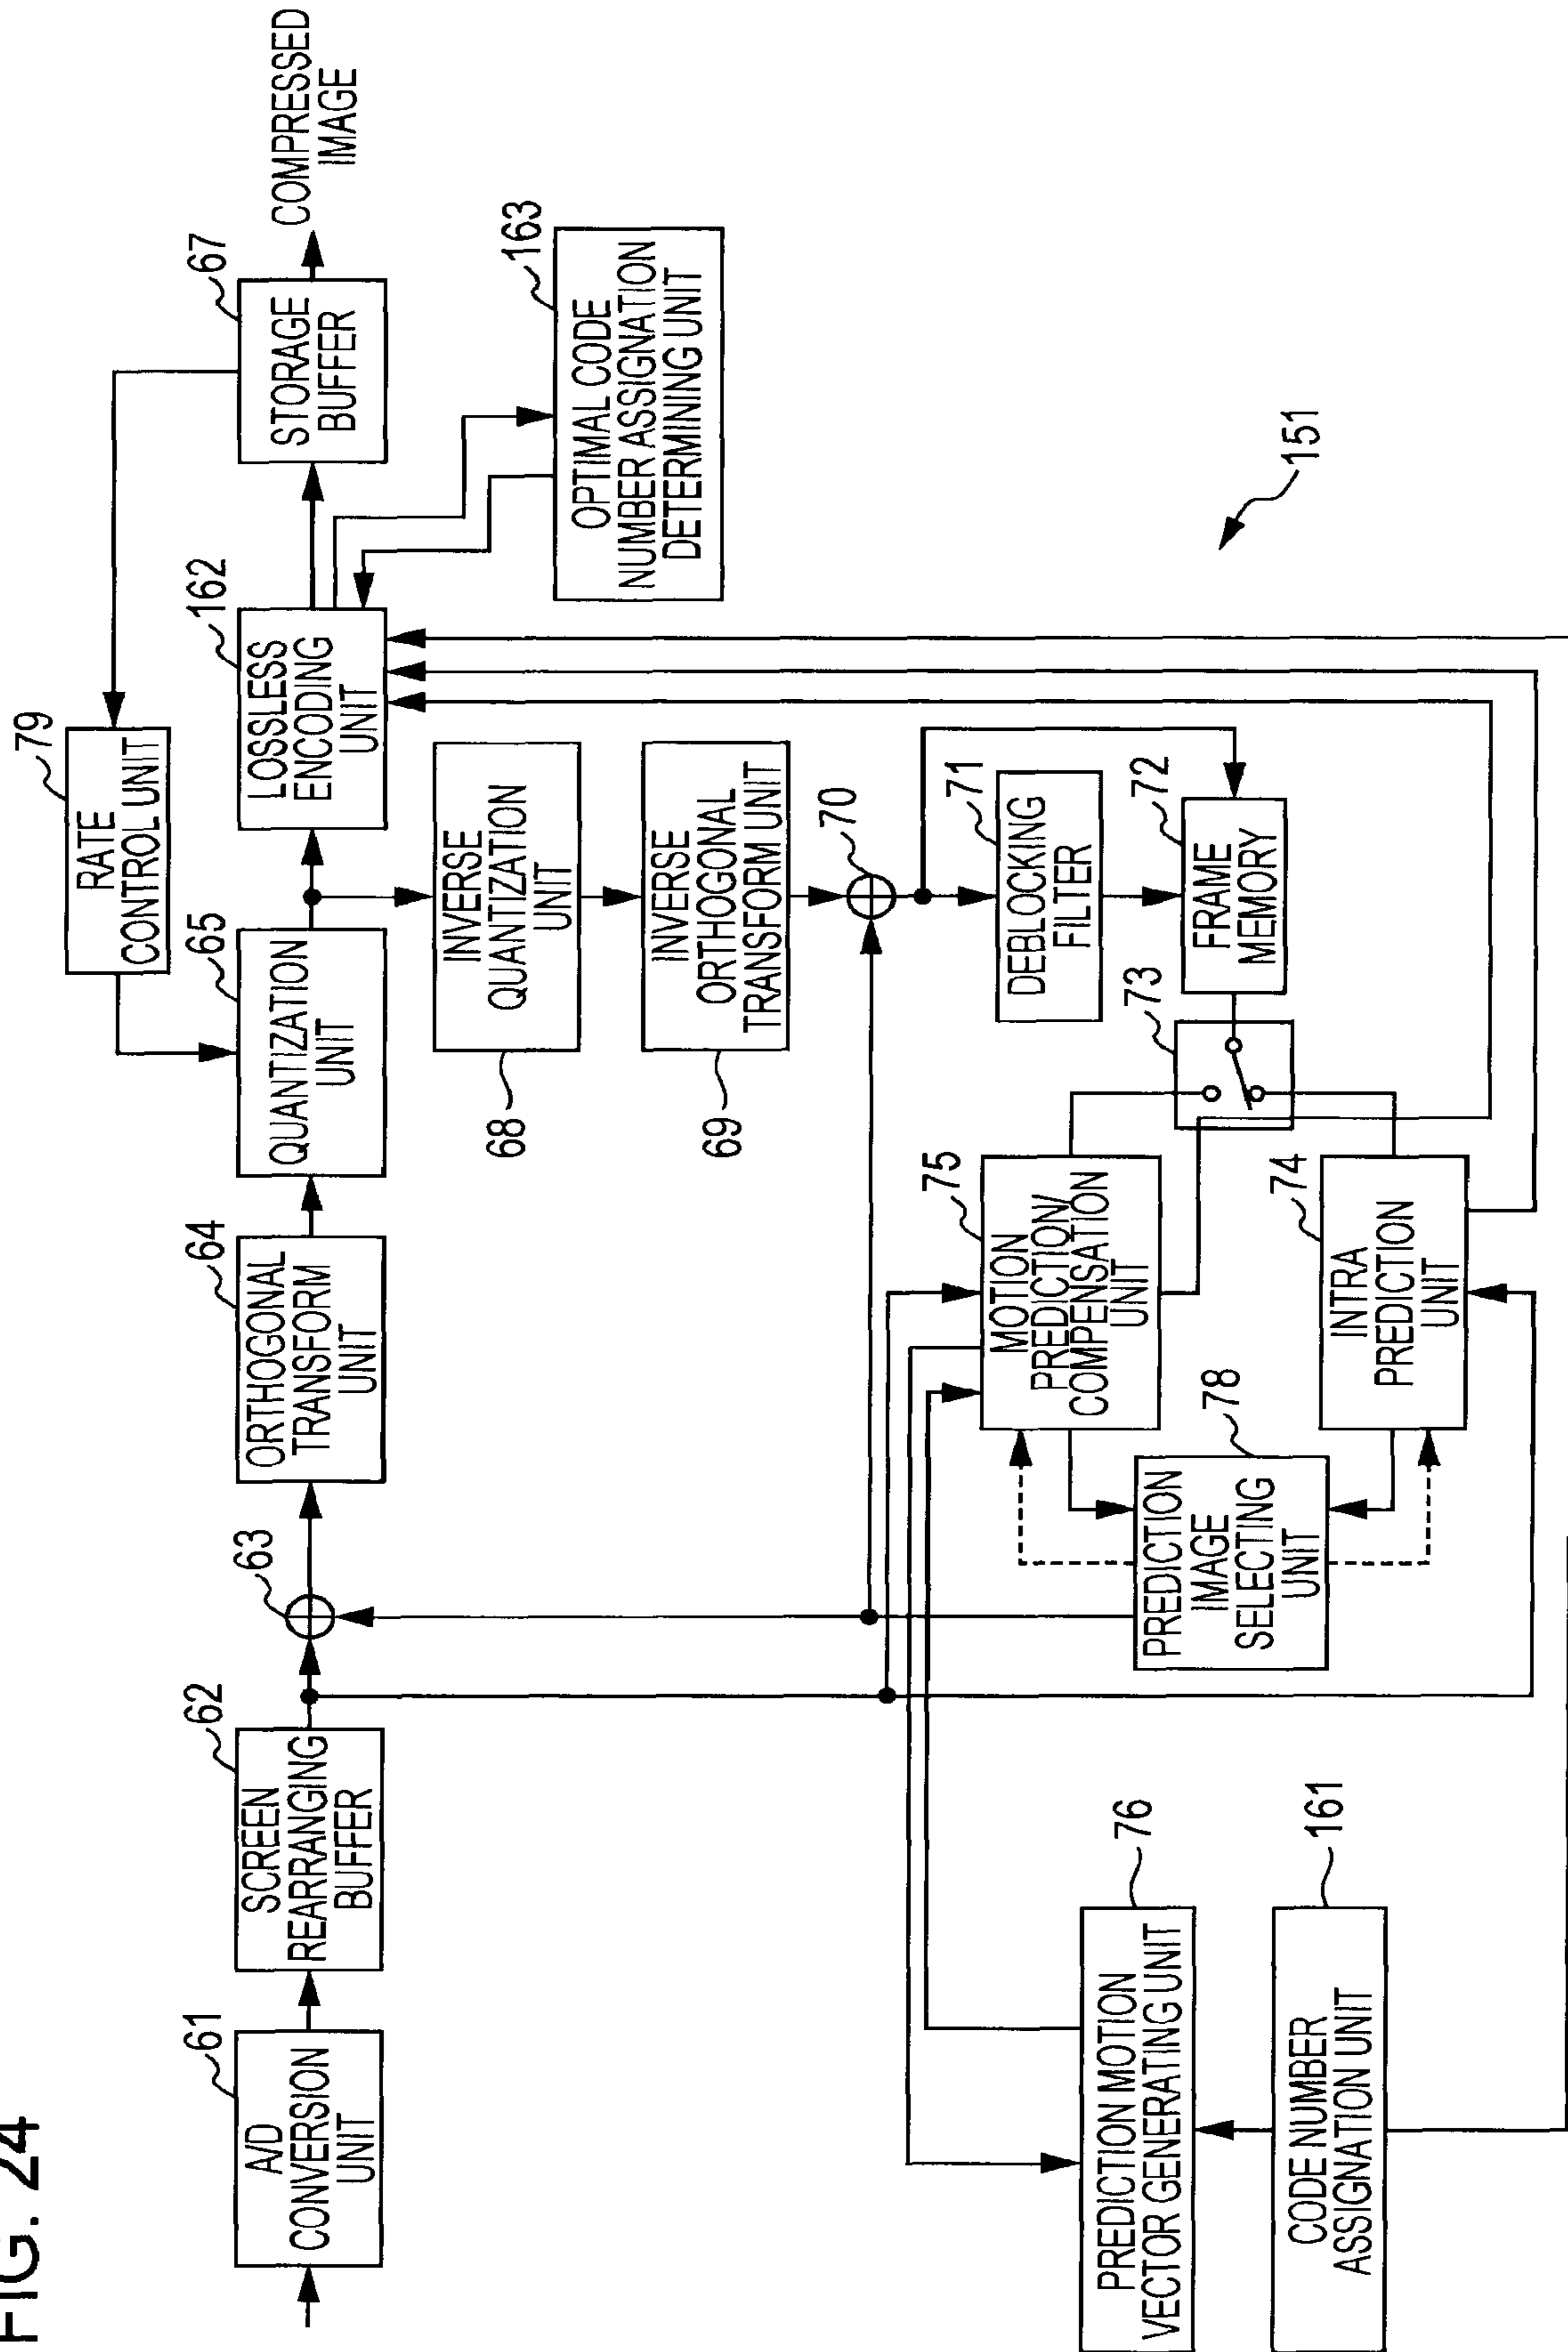 FIG. 24
79
RATE
CONTROL UNIT
61
A/D
CONVERSION
UNIT
62
SCREEN
REARRANGING
BUFFER
63
64
ORTHOGONAL
TRANSFORM
UNIT
65
QUANTIZATION
UNIT
162
LOSSLESS
ENCODING
UNIT
67
STORAGE
BUFFER
COMPRESSED
IMAGE
163
OPTIMAL CODE
NUMBER ASSIGNATION
DETERMINING UNIT
INVERSE
QUANTIZATION
UNIT
68
INVERSE
ORTHOGONAL
TRANSFORM UNIT
69
70
71
DEBLOCKING
FILTER
72
FRAME
MEMORY
73
75
MOTION
PREDICTION/
COMPENSATION
UNIT
74
INTRA
PREDICTION
UNIT
78
PREDICTION
IMAGE
SELECTING
UNIT
76
PREDICTION MOTION
VECTOR GENERATING UNIT
161
CODE NUMBER
ASSIGNATION UNIT
151